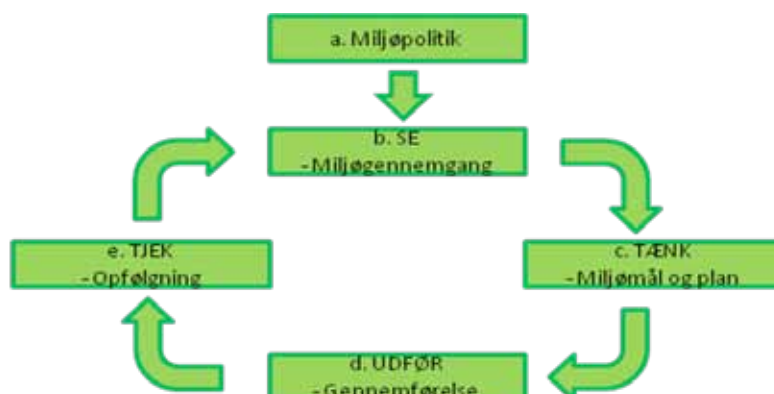 a. Miljøpolitik
b. SE
- Miljøgennemgang
c. TÆNK
- Miljømål og plan
d. UDFØR
- Gennemførelse
e. TJEK
- Opfølgning